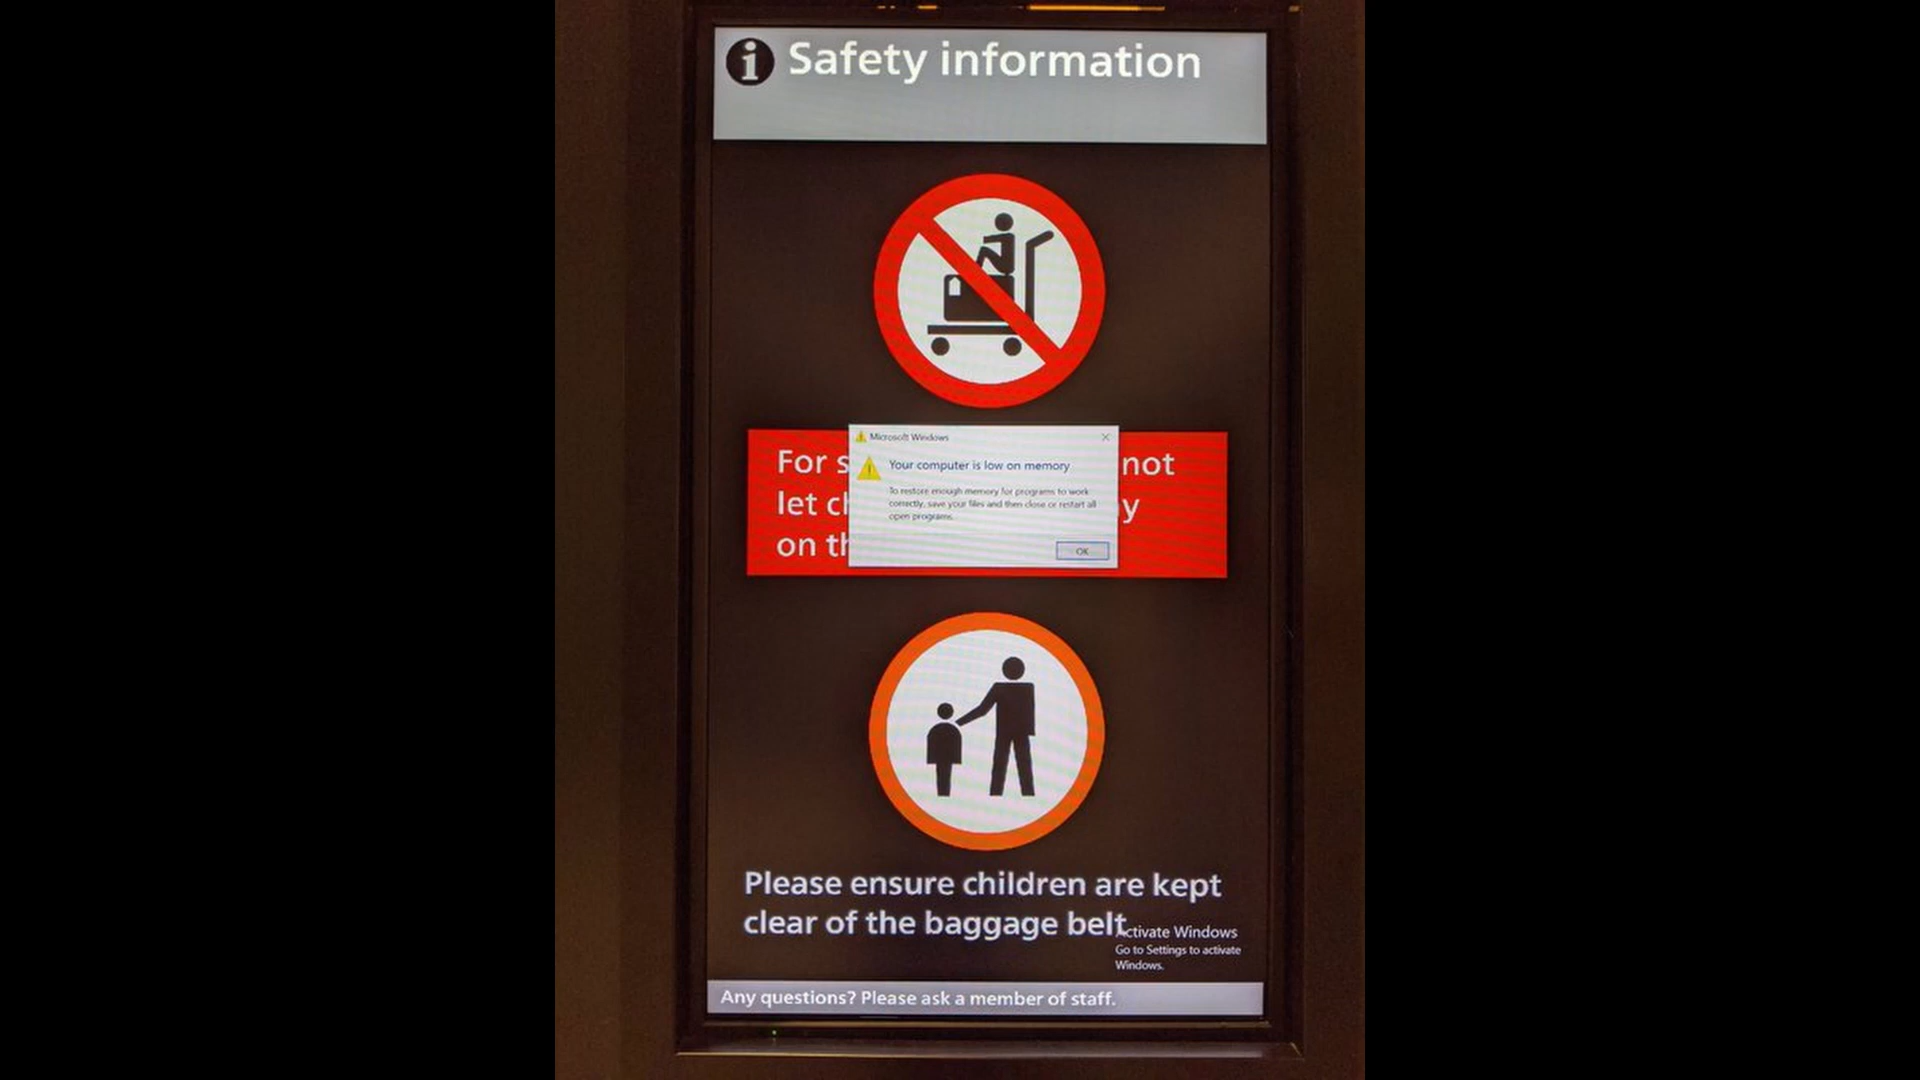 i Safety information
Microsoft Windows
For s
not
Your computer is low on memory
To restore enough memory for programs to work
let ch
correctly, save your files and then close or restart all
y
open programs.
on th
OK
Please ensure children are kept
clear of the baggage belt
Activate Windows
Go to Settings to activate
Windows.
Any questions? Please ask a member of staff.